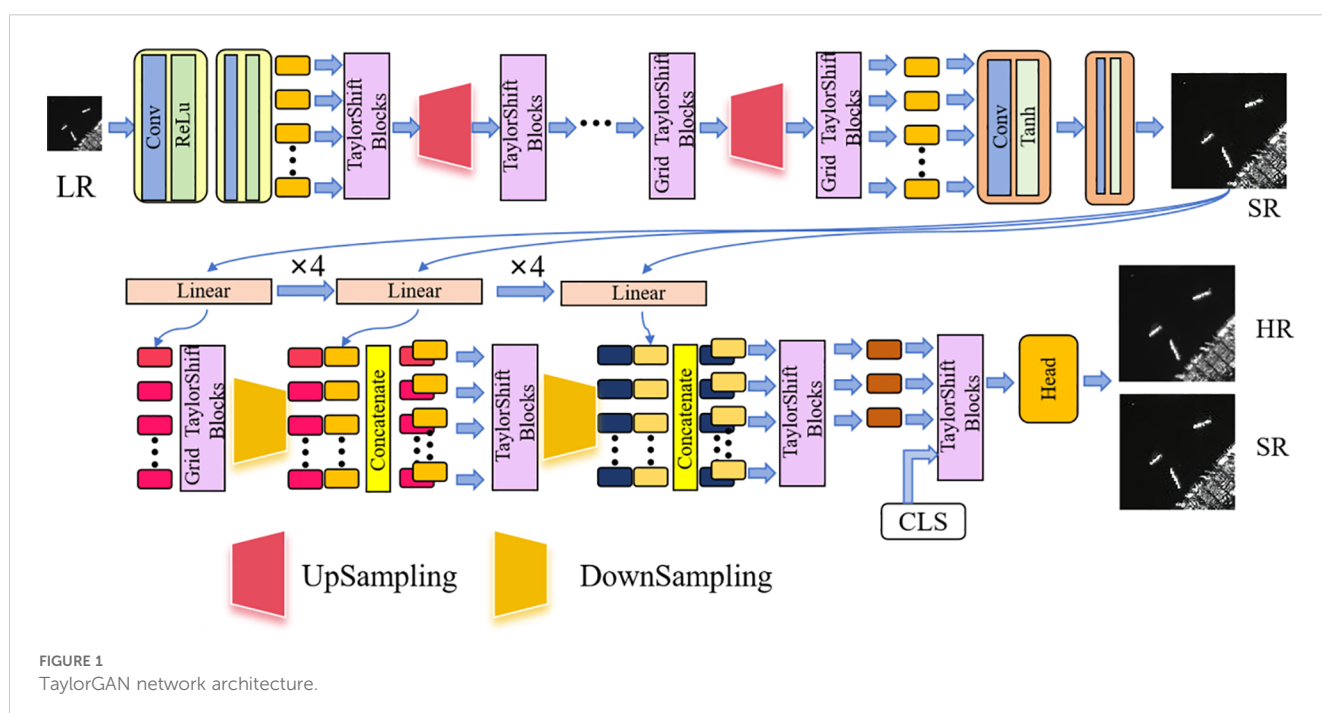 LR
Conv
ReLu
TaylorShift
Blocks
TaylorShift
Blocks
Grid TaylorShift
Blocks
Grid TaylorShift
Blocks
Conv
Tanh
SR
Linear
×4
Linear
×4
Linear
Grid TaylorShift
Blocks
Concatenate
TaylorShift
Blocks
Concatenate
TaylorShift
Blocks
TaylorShift
Blocks
CLS
Head
HR
SR
UpSampling
DownSampling
FIGURE 1
TaylorGAN network architecture.